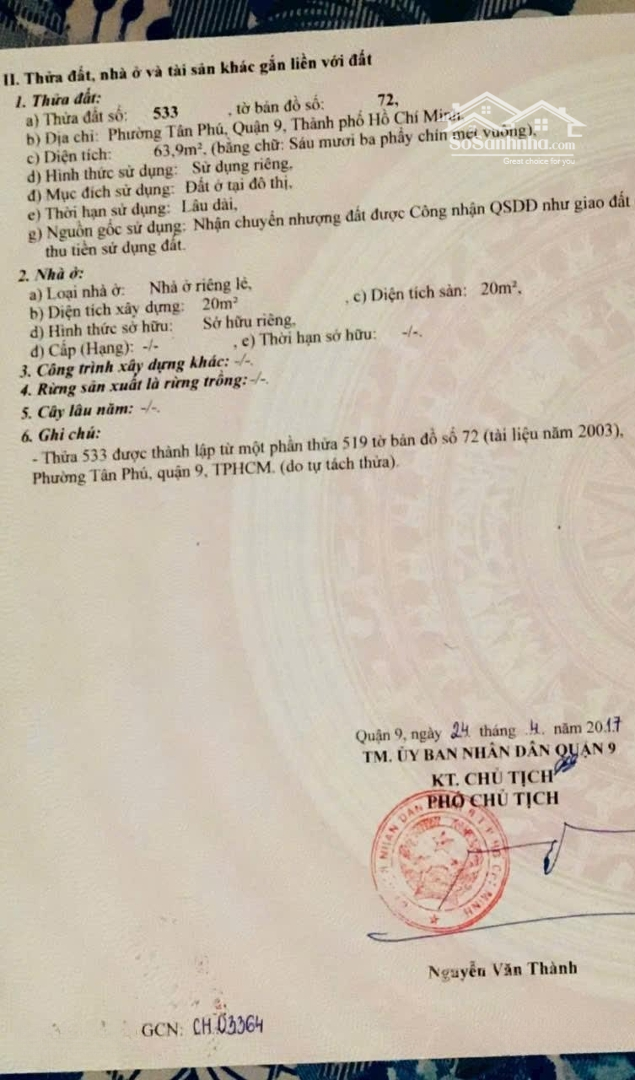 II. Thửa đất, nhà ở và tài sản khác gắn liền với đất
1. Thửa đất:
a) Thửa đất số: 533 , tờ bản đồ số: 72,
b) Địa chỉ: Phường Tân Phú, Quận 9, Thành phố Hồ Chí Minh.
c) Diện tích: 63,9m², (bằng chữ: Sáu mươi ba phẩy chín mét vuông),
d) Hình thức sử dụng: Sử dụng riêng,
đ) Mục đích sử dụng: Đất ở tại đô thị,
e) Thời hạn sử dụng: Lâu dài,
g) Nguồn gốc sử dụng: Nhận chuyển nhượng đất được Công nhận QSDĐ như giao đất
thu tiền sử dụng đất.
2. Nhà ở:
a) Loại nhà ở: Nhà ở riêng lẻ,
b) Diện tích xây dựng: 20m² , c) Diện tích sàn: 20m²,
d) Hình thức sở hữu: Sở hữu riêng,
đ) Cấp (Hạng): -/- , e) Thời hạn sở hữu: -/-.
3. Công trình xây dựng khác: -/-.
4. Rừng sản xuất là rừng trồng: -/-.
5. Cây lâu năm: -/-.
6. Ghi chú:
- Thửa 533 được thành lập từ một phần thửa 519 tờ bản đồ số 72 (tài liệu năm 2003),
Phường Tân Phú, quận 9, TPHCM. (do tự tách thửa).
SoSanhnha.com
Great choice for you
Quận 9, ngày 24 tháng 4 năm 2017
TM. ỦY BAN NHÂN DÂN QUẬN 9
KT. CHỦ TỊCH
PHÓ CHỦ TỊCH
Nguyễn Văn Thành
GCN: CH.03364